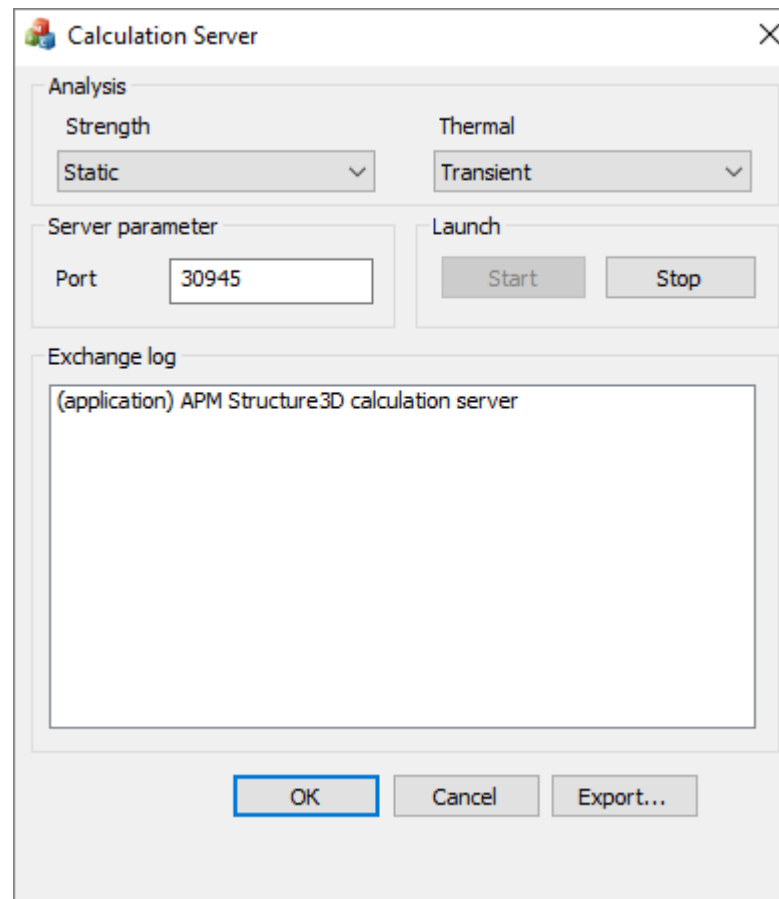 Calculation Server
Analysis
Strength Thermal
Static Transient
Server parameter Launch
Port 30945 Start Stop
Exchange log
(application) APM Structure3D calculation server
OK Cancel Export...